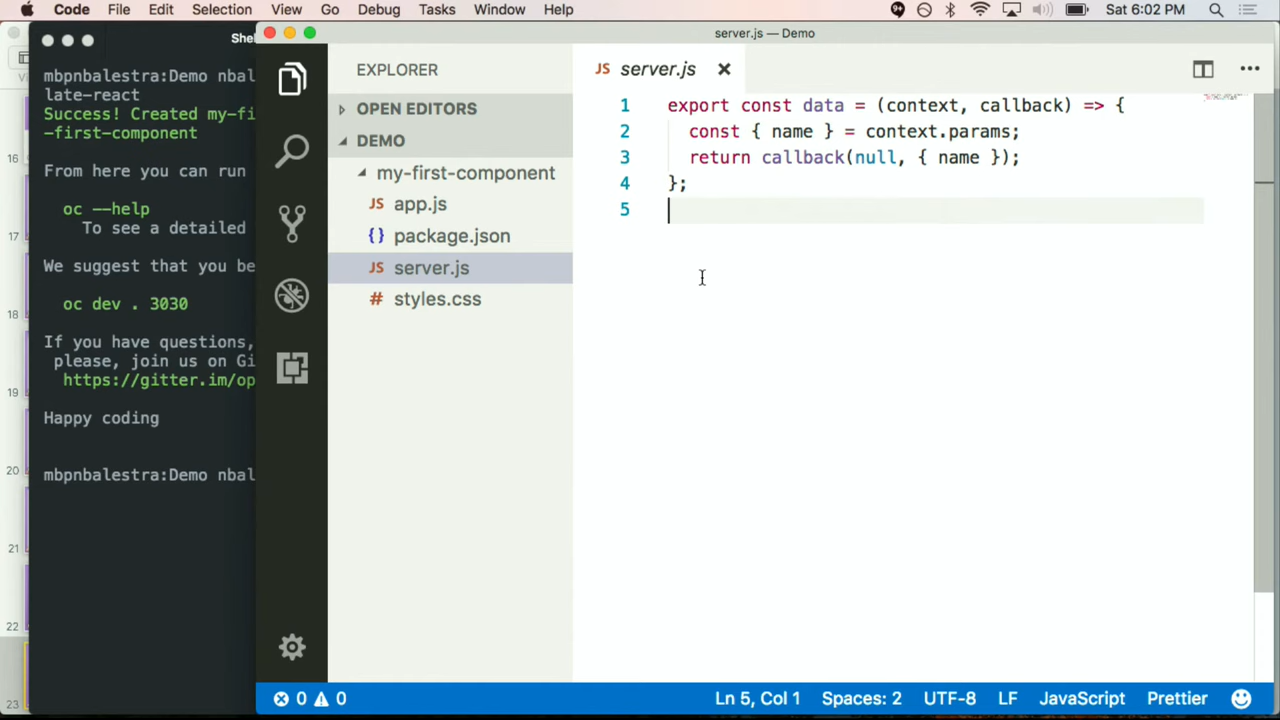 Code File Edit Selection View Go Debug Tasks Window Help Sat 6:02 PM
She
mbpnbalestra:Demo nbal
late-react
Success! Created my-fi
-first-component
From here you can run
oc --help
To see a detailed
We suggest that you be
oc dev . 3030
If you have questions,
please, join us on Gi
https://gitter.im/op
Happy coding
mbpnbalestra:Demo nbal
16
17
18
19
20
21
22
23
server.js — Demo
EXPLORER
OPEN EDITORS
DEMO
my-first-component
JS app.js
{} package.json
JS server.js
# styles.css
JS server.js
1 export const data = (context, callback) => {
2 const { name } = context.params;
3 return callback(null, { name });
4 };
5
0 0 Ln 5, Col 1 Spaces: 2 UTF-8 LF JavaScript Prettier